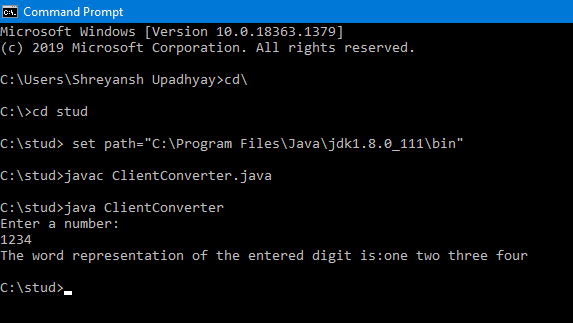 Command Prompt
Microsoft Windows [Version 10.0.18363.1379]
(c) 2019 Microsoft Corporation. All rights reserved.
C:\Users\Shreyansh Upadhyay>cd\
C:\>cd stud
C:\stud> set path="C:\Program Files\Java\jdk1.8.0_111\bin"
C:\stud>javac ClientConverter.java
C:\stud>java ClientConverter
Enter a number:
1234
The word representation of the entered digit is:one two three four
C:\stud>